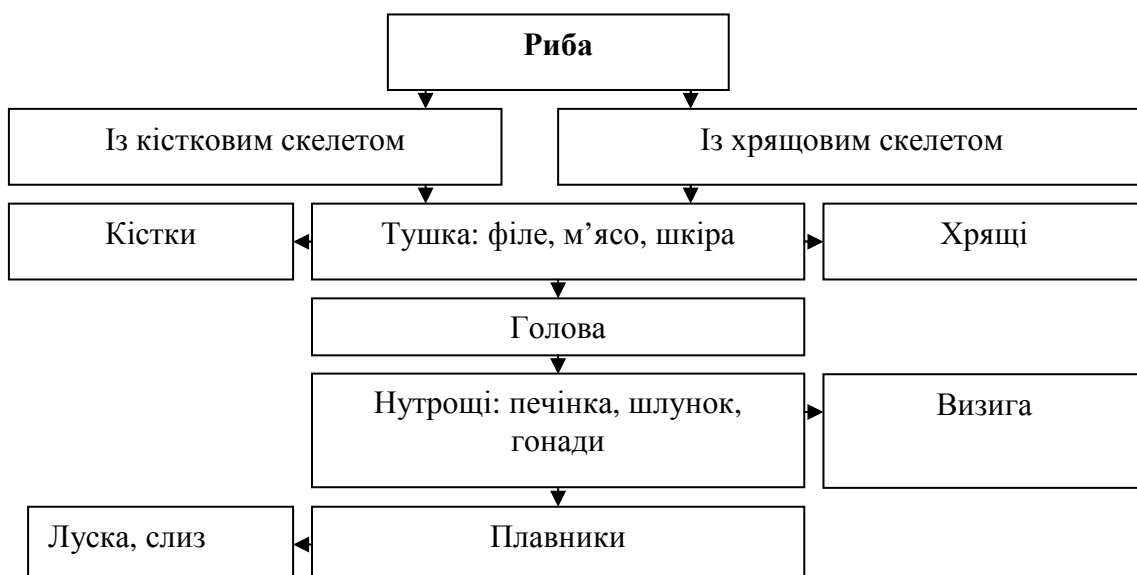 Риба
Із кістковим скелетом
Із хрящовим скелетом
Кістки
Тушка: філе, м’ясо, шкіра
Хрящі
Голова
Нутрощі: печінка, шлунок,
гонади
Визига
Луска, слиз
Плавники